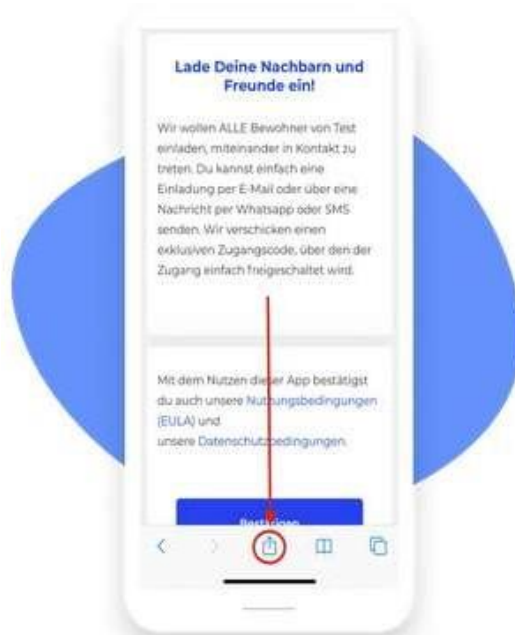 Lade Deine Nachbarn und
Freunde ein!
Wir wollen ALLE Bewohner von Test
einladen, miteinander in Kontakt zu
treten. Du kannst einfach eine
Einladung per E-Mail oder über eine
Nachricht per Whatsapp oder SMS
senden. Wir verschicken einen
exklusiven Zugangscode, über den der
Zugang einfach freigeschaltet wird.
Mit dem Nutzen dieser App bestätigst
du auch unsere Nutzungsbedingungen
(EULA) und
unsere Datenschutzbedingungen.
Bestätigen